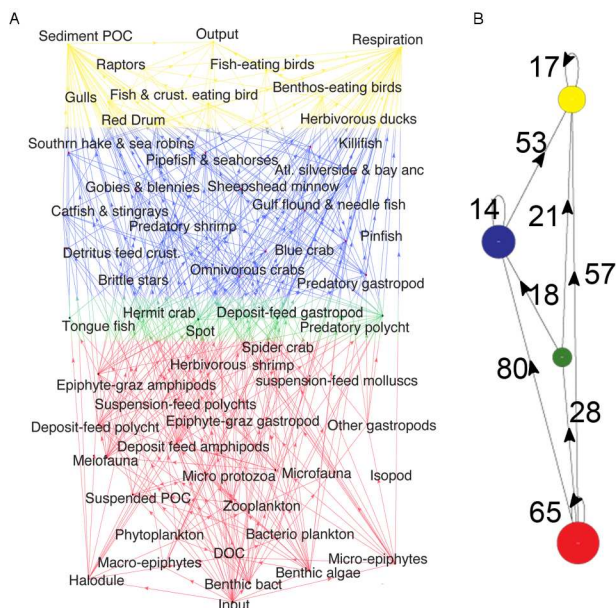 A
Sediment POC
Output
Respiration
Raptors
Fish-eating birds
Gulls
Fish & crust. eating bird
Benthos-eating birds
Red Drum
Herbivorous ducks
Southrn hake & sea robins
Killifish
Pipefish & seahorses
Atl. silverside & bay anc
Gobies & blennies
Sheepshead minnow
Catfish & stingrays
Gulf flound & needle fish
Predatory shrimp
Pinfish
Detritus feed crust.
Blue crab
Omnivorous crabs
Brittle stars
Predatory gastropod
Hermit crab
Deposit-feed gastropod
Tongue fish
Spot
Predatory polycht
Spider crab
Herbivorous shrimp
Epiphyte-graz amphipods
suspension-feed molluscs
Suspension-feed polychts
Deposit-feed polycht
Epiphyte-graz gastropod
Other gastropods
Deposit feed amphipods
Meiofauna
Micro protozoa
Microfauna
Isopod
Suspended POC
Zooplankton
Phytoplankton
Bacterio plankton
DOC
Macro-epiphytes
Micro-epiphytes
Halodule
Benthic algae
Benthic bact
Input
B
17
53
14
21
57
18
80
28
65